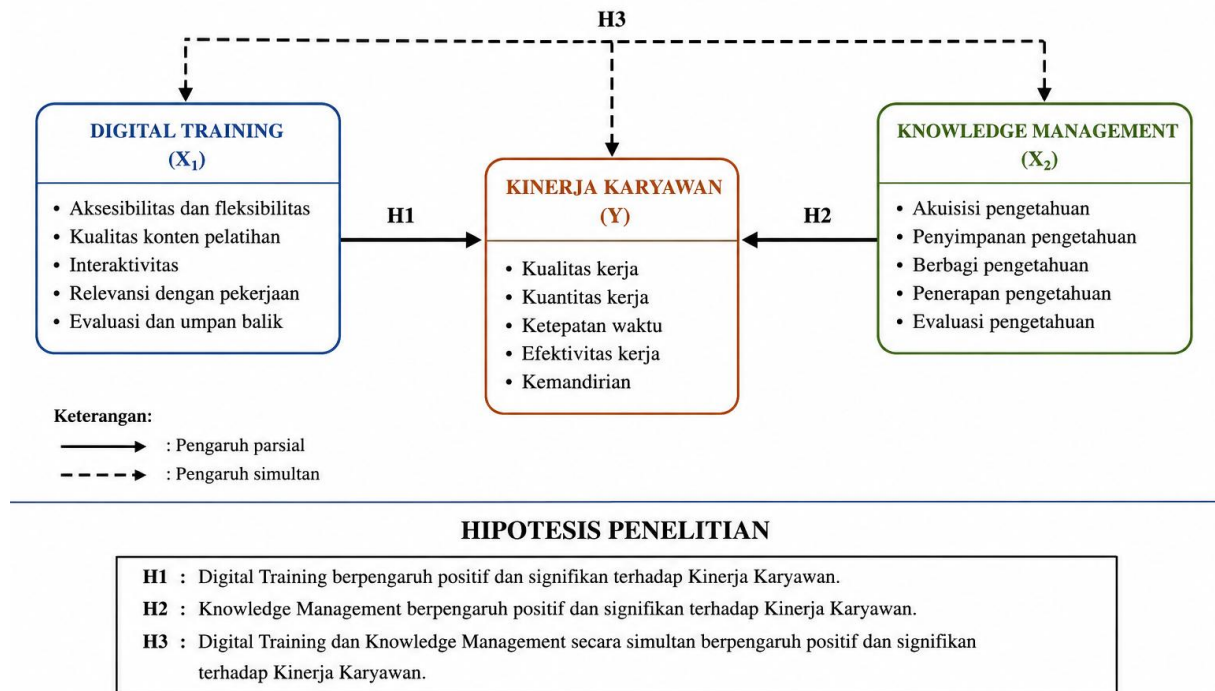 H3
DIGITAL TRAINING
(X₁)
• Aksesibilitas dan fleksibilitas
• Kualitas konten pelatihan
• Interaktivitas
• Relevansi dengan pekerjaan
• Evaluasi dan umpan balik
H1
KINERJA KARYAWAN
(Y)
• Kualitas kerja
• Kuantitas kerja
• Ketepatan waktu
• Efektivitas kerja
• Kemandirian
H2
KNOWLEDGE MANAGEMENT
(X₂)
• Akuisisi pengetahuan
• Penyimpanan pengetahuan
• Berbagi pengetahuan
• Penerapan pengetahuan
• Evaluasi pengetahuan
Keterangan:
: Pengaruh parsial
: Pengaruh simultan
HIPOTESIS PENELITIAN
H1 : Digital Training berpengaruh positif dan signifikan terhadap Kinerja Karyawan.
H2 : Knowledge Management berpengaruh positif dan signifikan terhadap Kinerja Karyawan.
H3 : Digital Training dan Knowledge Management secara simultan berpengaruh positif dan signifikan
terhadap Kinerja Karyawan.